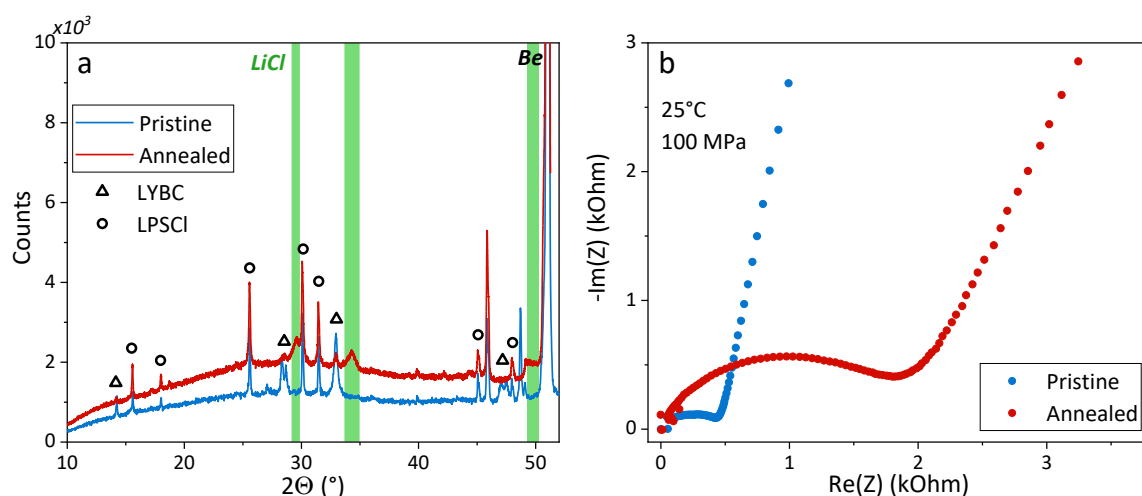 ×10³
10
8
6
4
2
0
Counts
a
LiCl
Be
Pristine
Annealed
LYBC
LPSCl
10
20
30
40
50
2Θ (°)
b
25°C
100 MPa
3
2
1
0
-Im(Z) (kOhm)
Pristine
Annealed
0
1
2
3
Re(Z) (kOhm)